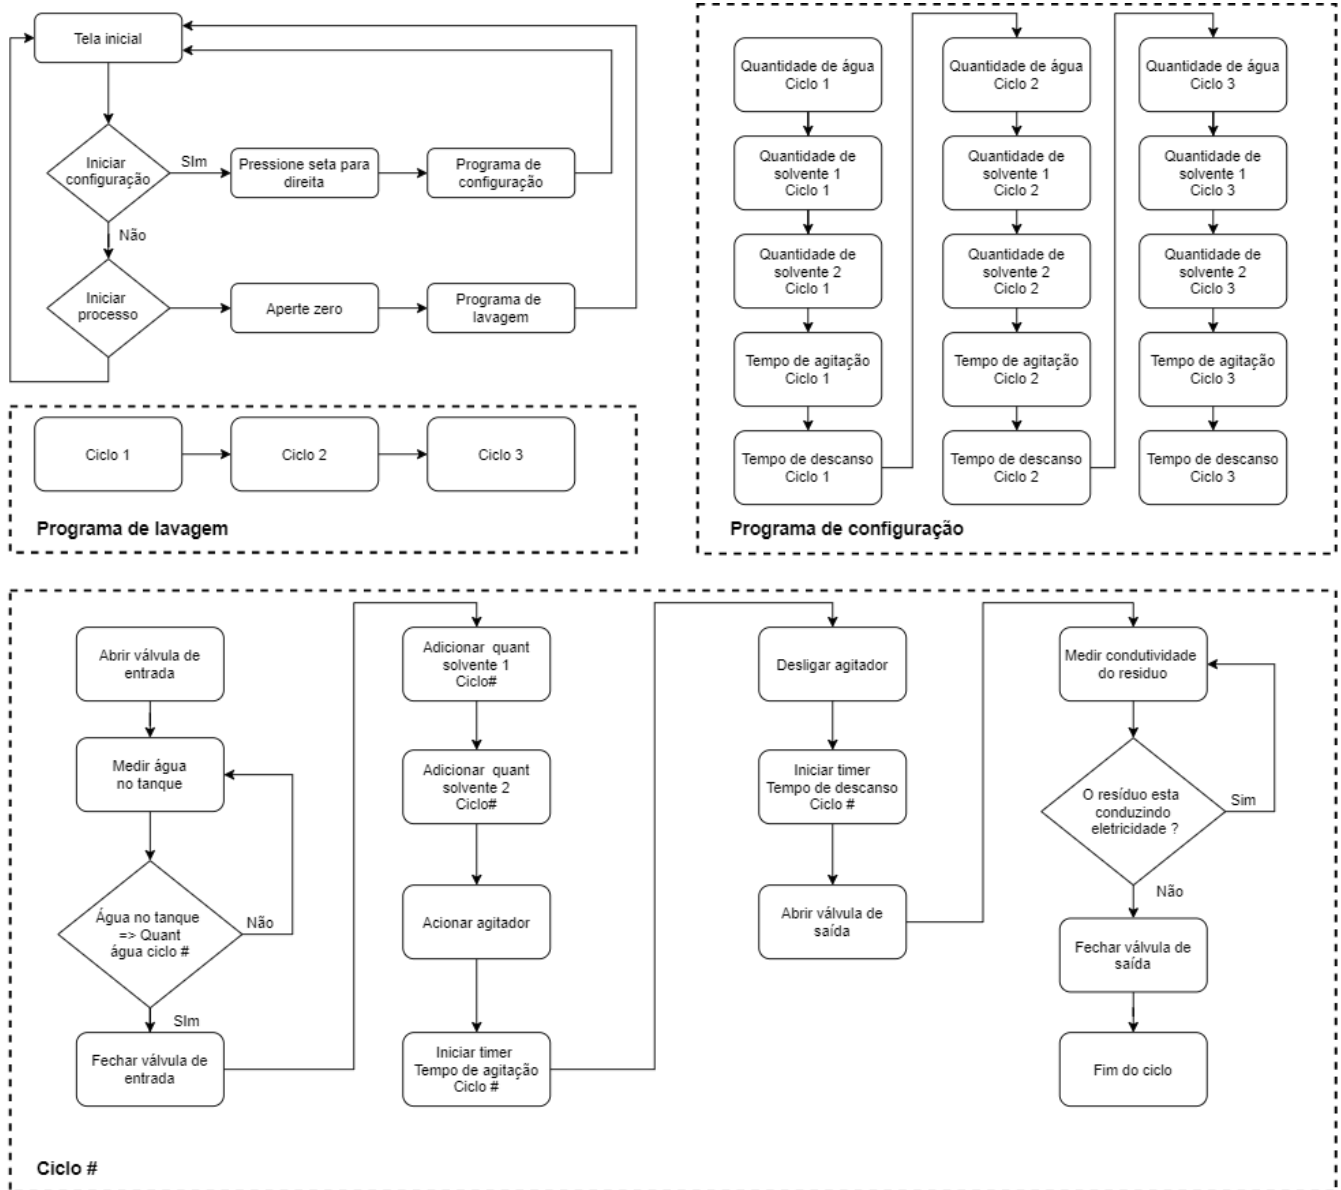 Tela inicial
Iniciar
configuração
SIm
Pressione seta para
direita
Programa de
configuração
Não
Iniciar
processo
Aperte zero
Programa de
lavagem
Ciclo 1
Ciclo 2
Ciclo 3
Programa de lavagem
Quantidade de água
Ciclo 1
Quantidade de
solvente 1
Ciclo 1
Quantidade de
solvente 2
Ciclo 1
Tempo de agitação
Ciclo 1
Tempo de descanso
Ciclo 1
Quantidade de água
Ciclo 2
Quantidade de
solvente 1
Ciclo 2
Quantidade de
solvente 2
Ciclo 2
Tempo de agitação
Ciclo 2
Tempo de descanso
Ciclo 2
Quantidade de água
Ciclo 3
Quantidade de
solvente 1
Ciclo 3
Quantidade de
solvente 2
Ciclo 3
Tempo de agitação
Ciclo 3
Tempo de descanso
Ciclo 3
Programa de configuração
Abrir válvula de
entrada
Medir água
no tanque
Água no tanque
=> Quant
água ciclo #
Não
SIm
Fechar válvula de
entrada
Adicionar quant
solvente 1
Ciclo#
Adicionar quant
solvente 2
Ciclo#
Acionar agitador
Iniciar timer
Tempo de agitação
Ciclo #
Desligar agitador
Iniciar timer
Tempo de descanso
Ciclo #
Abrir válvula de
saída
Medir condutividade
do residuo
O resíduo esta
conduzindo
eletricidade ?
Sim
Não
Fechar válvula de
saída
Fim do ciclo
Ciclo #